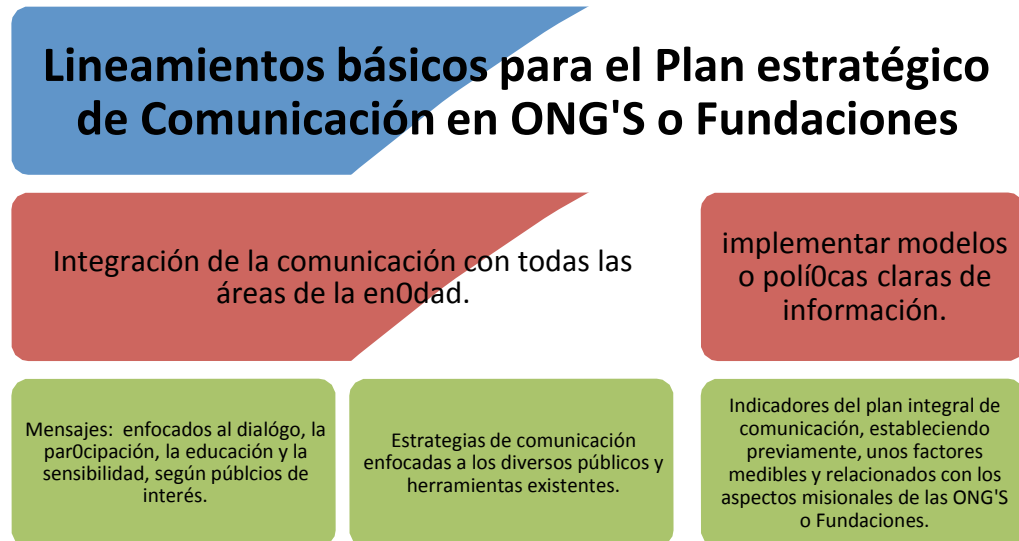 Lineamientos básicos para el Plan estratégico
de Comunicación en ONG'S o Fundaciones
Integración de la comunicación con todas las
áreas de la en0dad.
implementar modelos
o polí0cas claras de
información.
Mensajes: enfocados al dialógo, la
par0cipación, la educación y la
sensibilidad, según públcios de
interés.
Estrategias de comunicación
enfocadas a los diversos públicos y
herramientas existentes.
Indicadores del plan integral de
comunicación, estableciendo
previamente, unos factores
medibles y relacionados con los
aspectos misionales de las ONG'S
o Fundaciones.